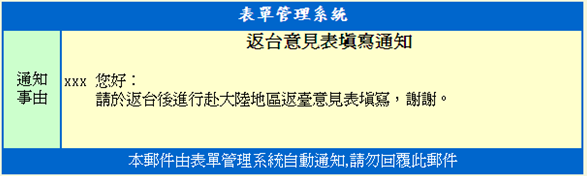 表單管理系統
返台意見表填寫通知
通知
事由
xxx 您好：
請於返台後進行赴大陸地區返臺意見表填寫，謝謝。
本郵件由表單管理系統自動通知,請勿回覆此郵件